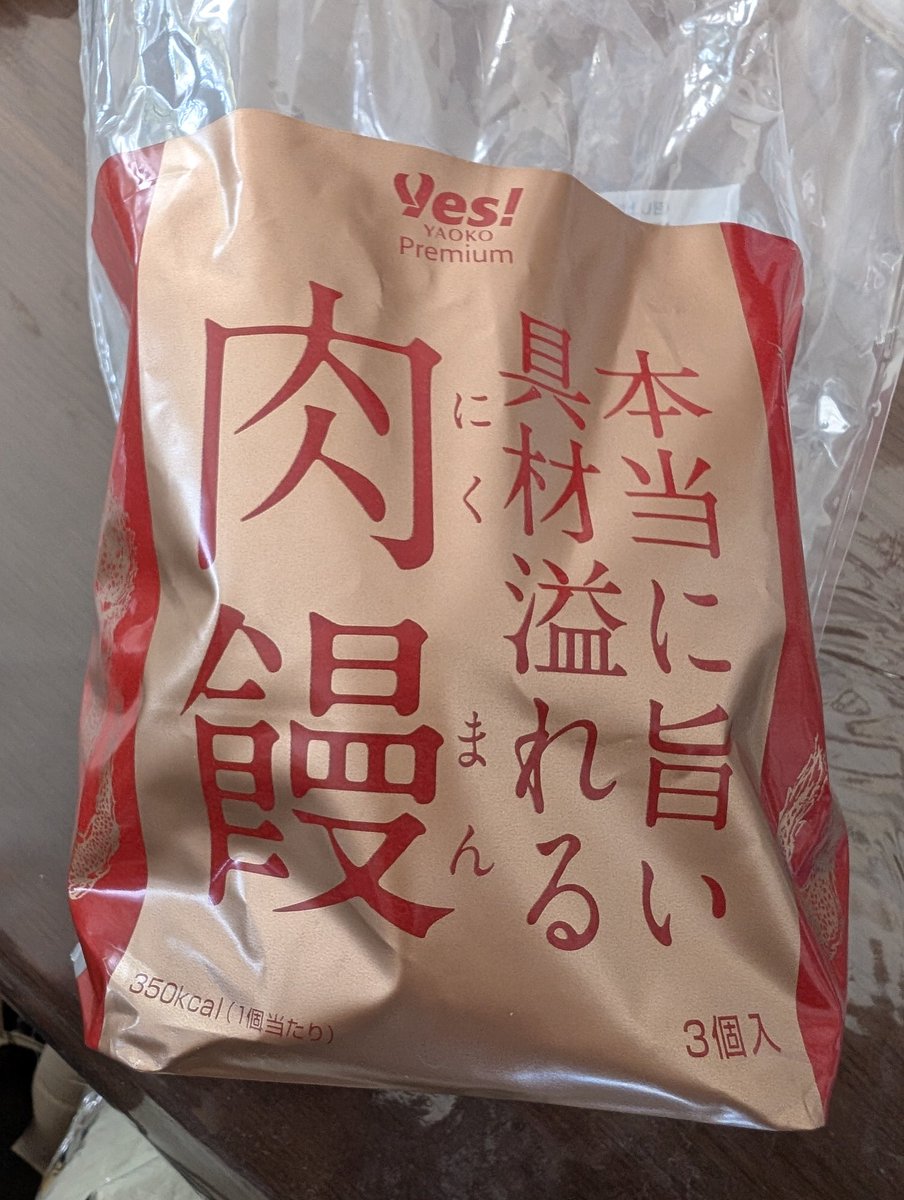 Yes!
YAOKO
Premium
本当に旨い
具材溢れる
にくまん
肉饅
350kcal(1個当たり)
3個入